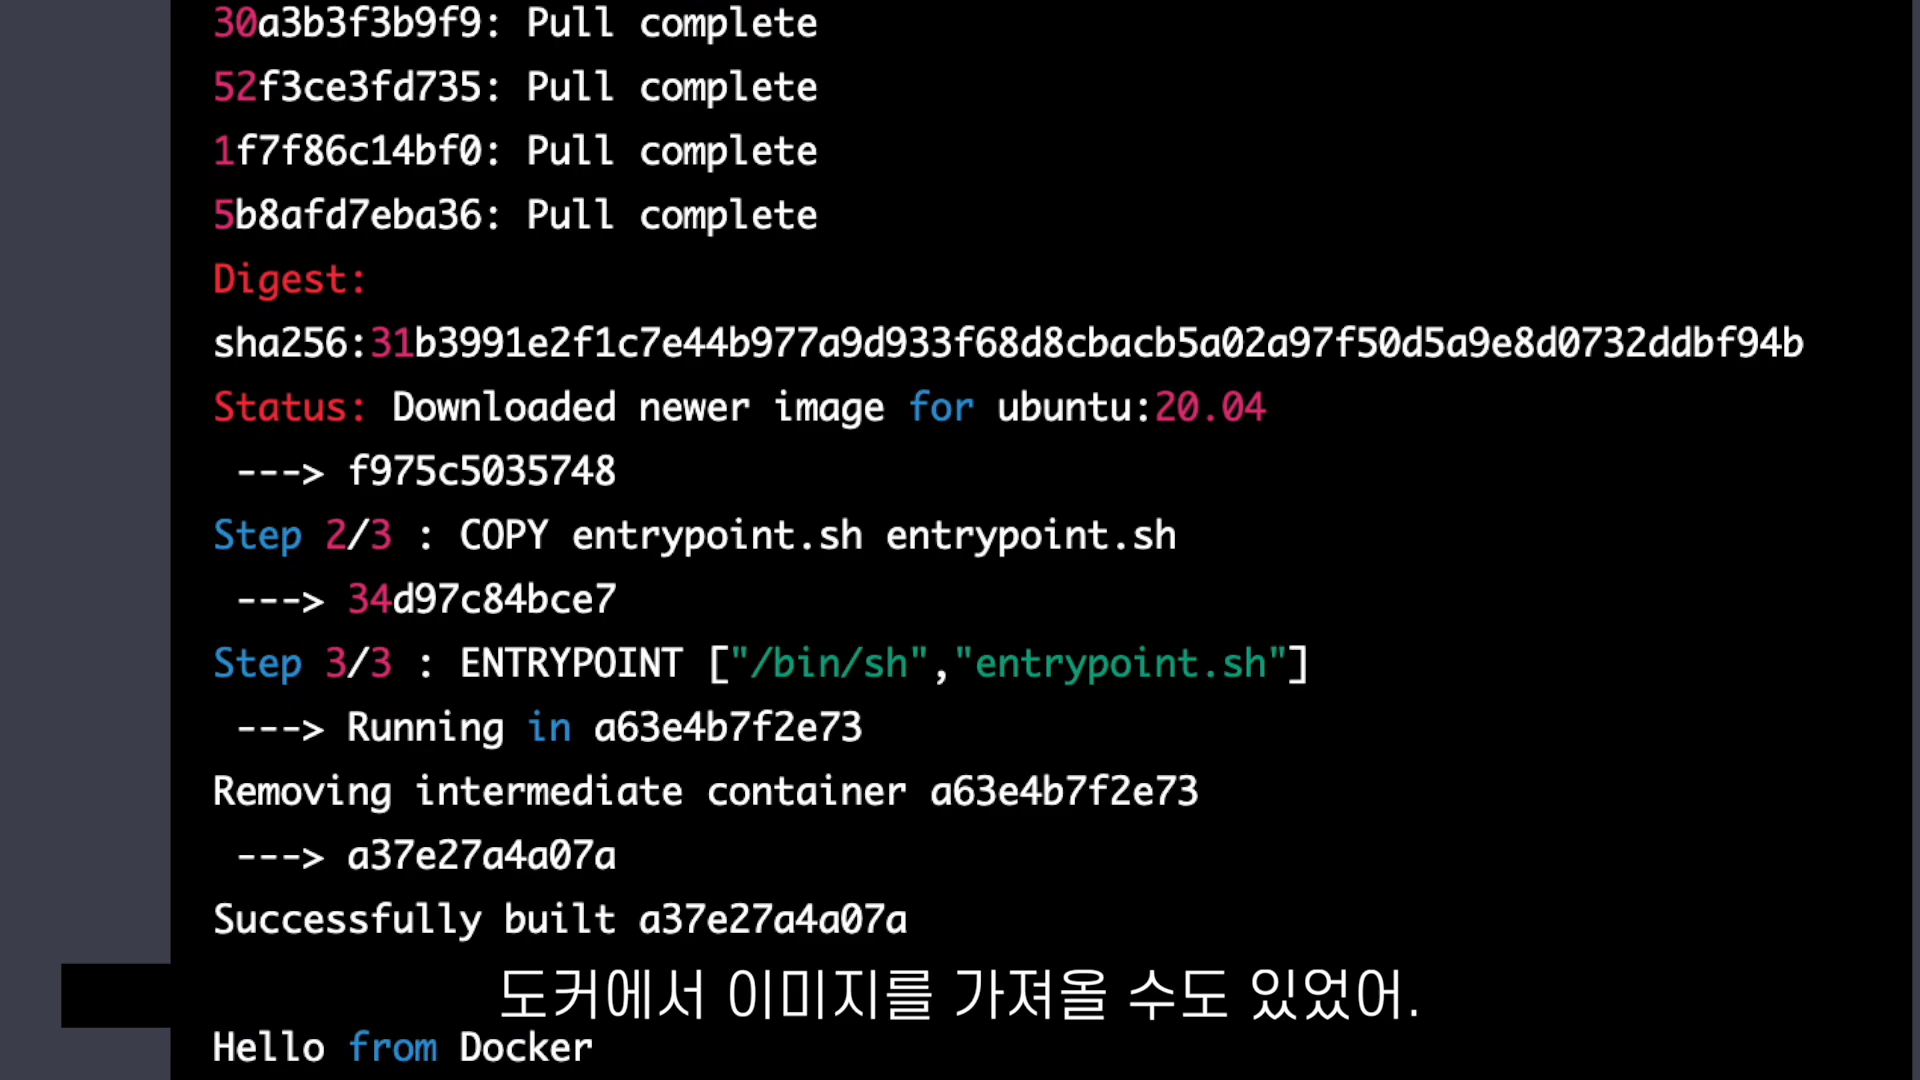 30a3b3f3b9f9: Pull complete
52f3ce3fd735: Pull complete
1f7f86c14bf0: Pull complete
5b8afd7eba36: Pull complete
Digest:
sha256:31b3991e2f1c7e44b977a9d933f68d8cbacb5a02a97f50d5a9e8d0732ddbf94b
Status: Downloaded newer image for ubuntu:20.04
---> f975c5035748
Step 2/3 : COPY entrypoint.sh entrypoint.sh
---> 34d97c84bce7
Step 3/3 : ENTRYPOINT ["/bin/sh","entrypoint.sh"]
---> Running in a63e4b7f2e73
Removing intermediate container a63e4b7f2e73
---> a37e27a4a07a
Successfully built a37e27a4a07a
도커에서 이미지를 가져올 수도 있었어.
Hello from Docker